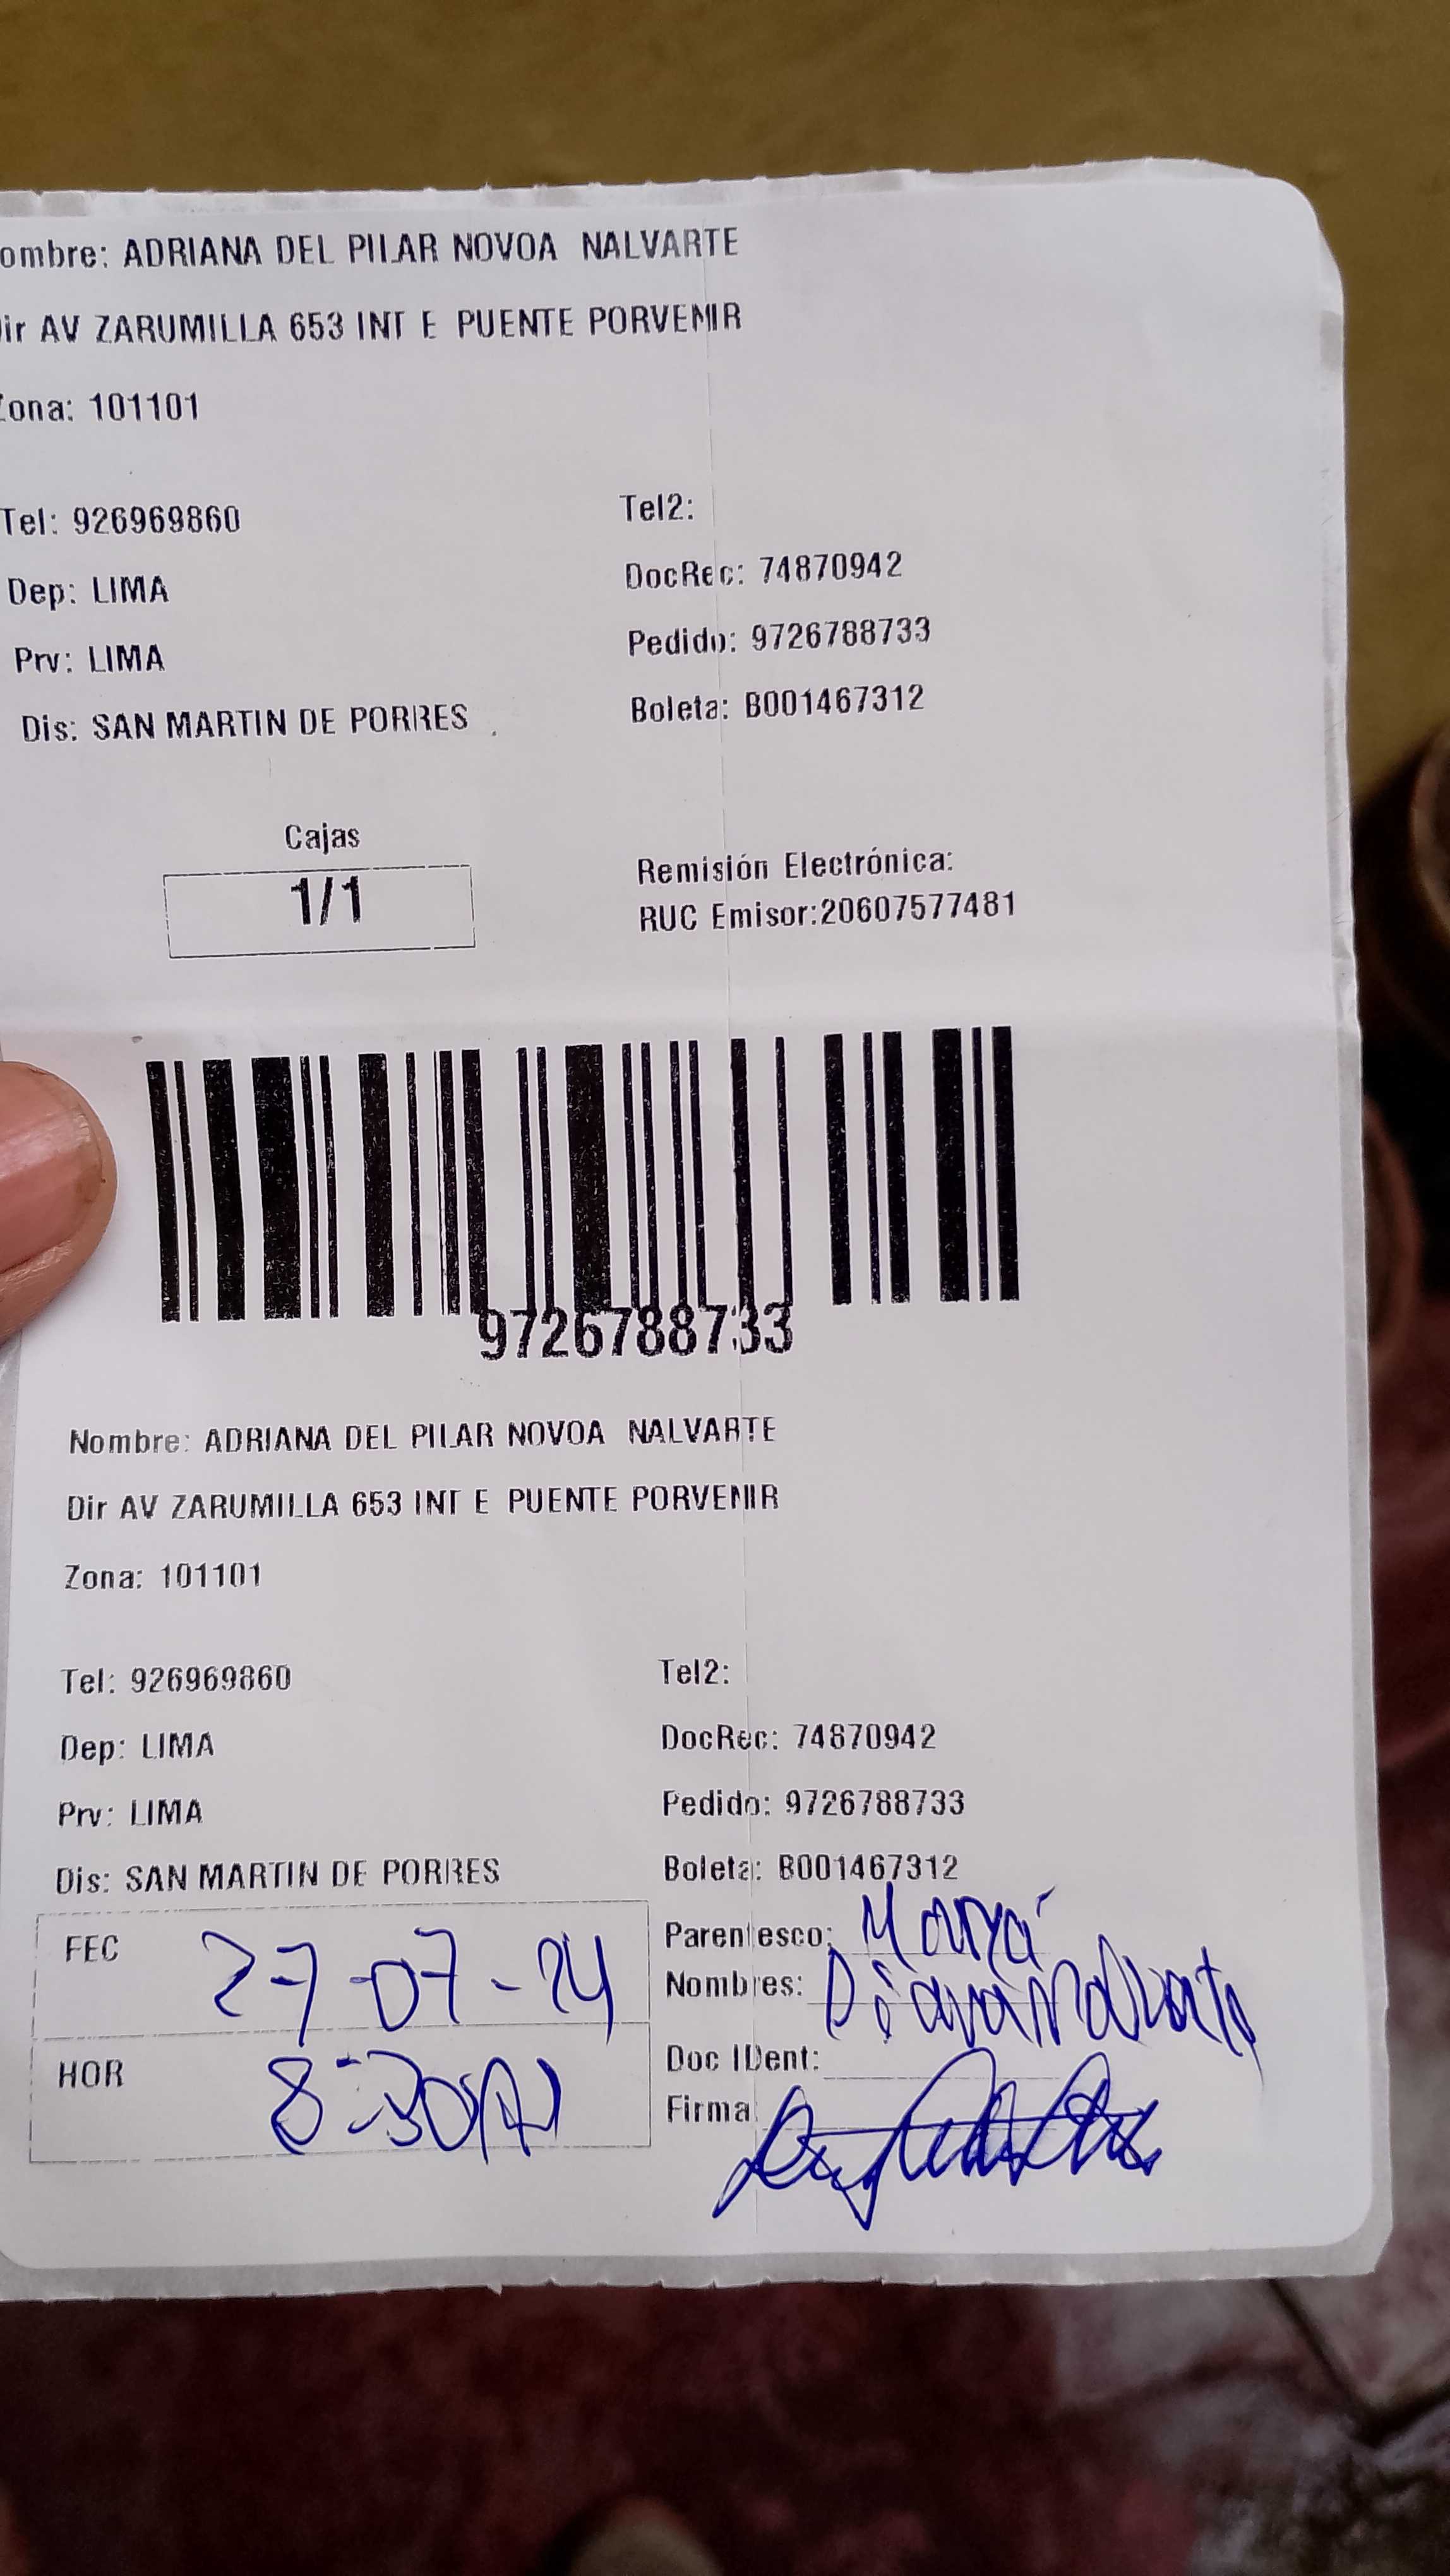 ombre: ADRIANA DEL PILAR NOVOA NALVARTE
ir AV ZARUMILLA 653 INT E PUENTE PORVENIR
Zona: 101101
Tel: 926969860
Tel2:
Dep: LIMA
DocRec: 74870942
Prv: LIMA
Pedido: 9726788733
Dis: SAN MARTIN DE PORRES
Boleta: B001467312
Cajas
1/1
Remisión Electrónica:
RUC Emisor:20607577481
9726788733
Nombre: ADRIANA DEL PILAR NOVOA NALVARTE
Dir AV ZARUMILLA 653 INT E PUENTE PORVENIR
Zona: 101101
Tel: 926969860
Tel2:
Dep: LIMA
DocRec: 74870942
Prv: LIMA
Pedido: 9726788733
Dis: SAN MARTIN DE PORRES
Boleta: B001467312
FEC 27-07-24
Parentesco:
Nombres: Diana Nalvarte
HOR 8:30
Doc IDent:
Firma: